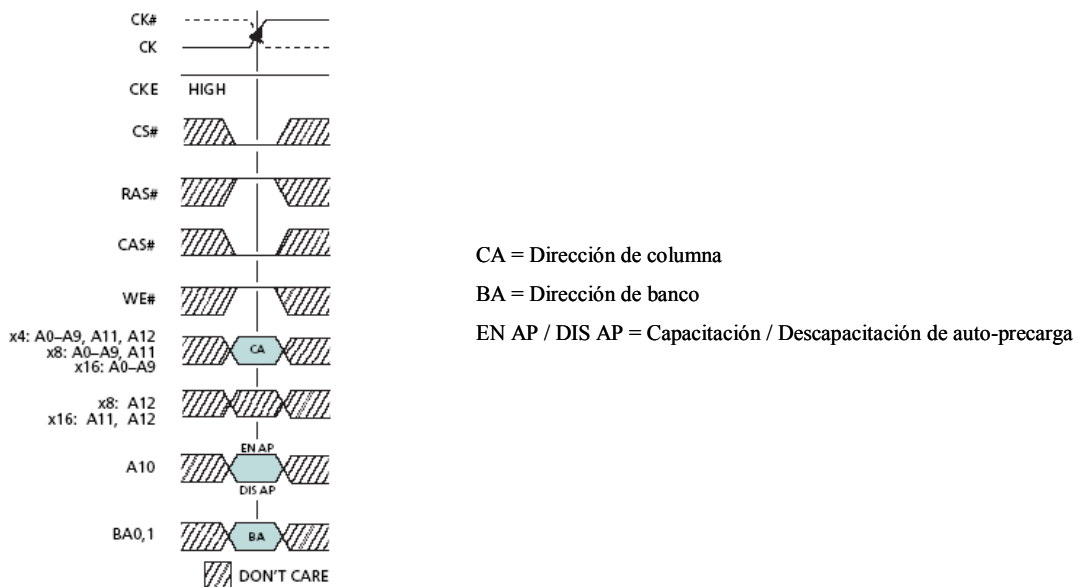 CK#
CK
CKE HIGH
CS#
RAS#
CAS#
WE#
x4: A0–A9, A11, A12
x8: A0–A9, A11
x16: A0–A9
CA
x8: A12
x16: A11, A12
EN AP
A10
DIS AP
BA0,1
BA
DON'T CARE
CA = Dirección de columna
BA = Dirección de banco
EN AP / DIS AP = Capacitación / Descapacitación de auto-precarga